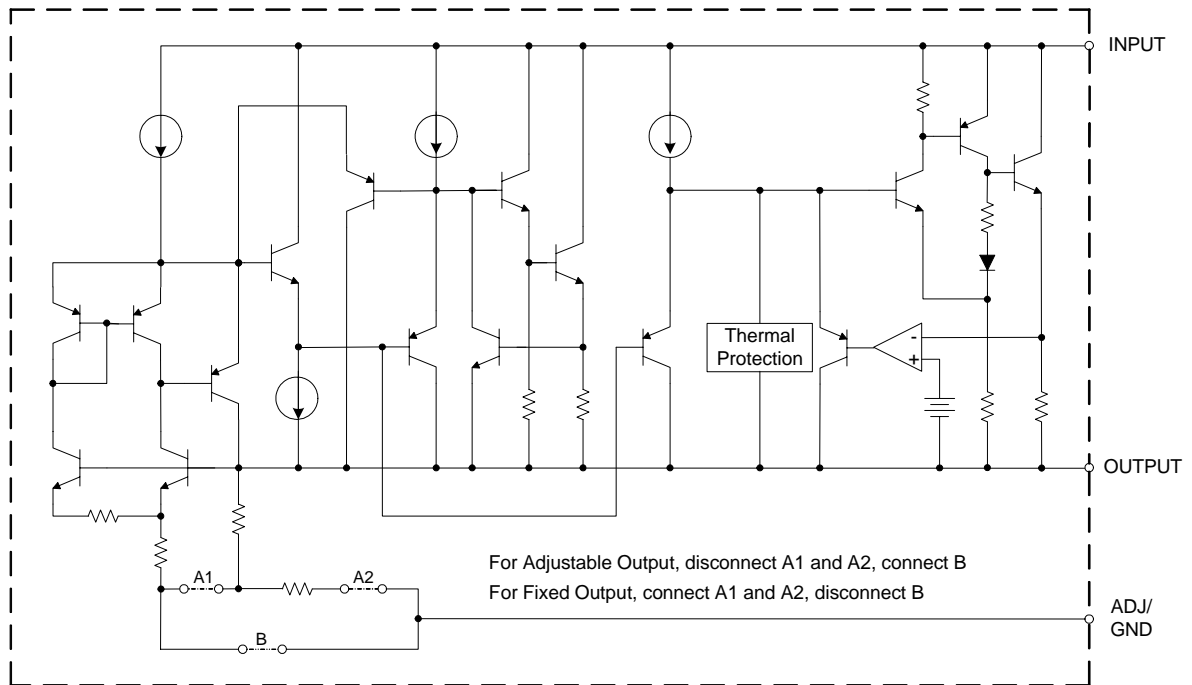 INPUT
Thermal
Protection
-
+
OUTPUT
For Adjustable Output, disconnect A1 and A2, connect B
A1
A2
For Fixed Output, connect A1 and A2, disconnect B
ADJ/
GND
B